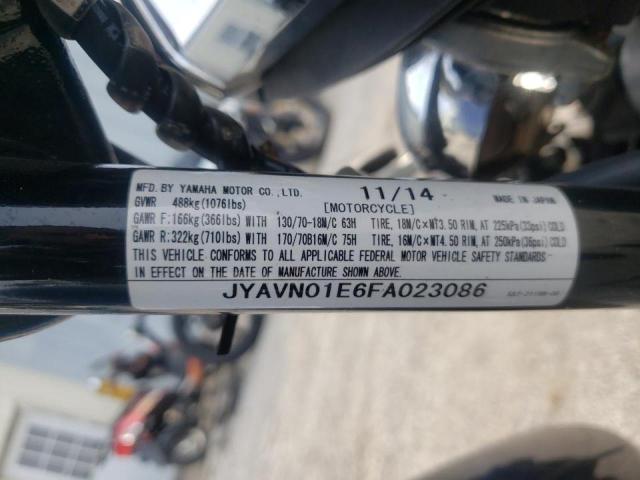 MFD. BY YAMAHA MOTOR CO.,LTD. 11/14 MADE IN JAPAN
GVWR 488kg(1076lbs) [MOTORCYCLE]
GAWR F:166kg(366lbs) WITH 130/70-18M/C 63H TIRE, 18M/C×MT3.50 RIM, AT 225kPa(33psi) COLD
GAWR R:322kg(710lbs) WITH 170/70B16M/C 75H TIRE, 16M/C×MT4.50 RIM, AT 250kPa(36psi) COLD
THIS VEHICLE CONFORMS TO ALL APPLICABLE FEDERAL MOTOR VEHICLE SAFETY STANDARDS
IN EFFECT ON THE DATE OF MANUFACTURE SHOWN ABOVE.
JYAVN01E6FA023086